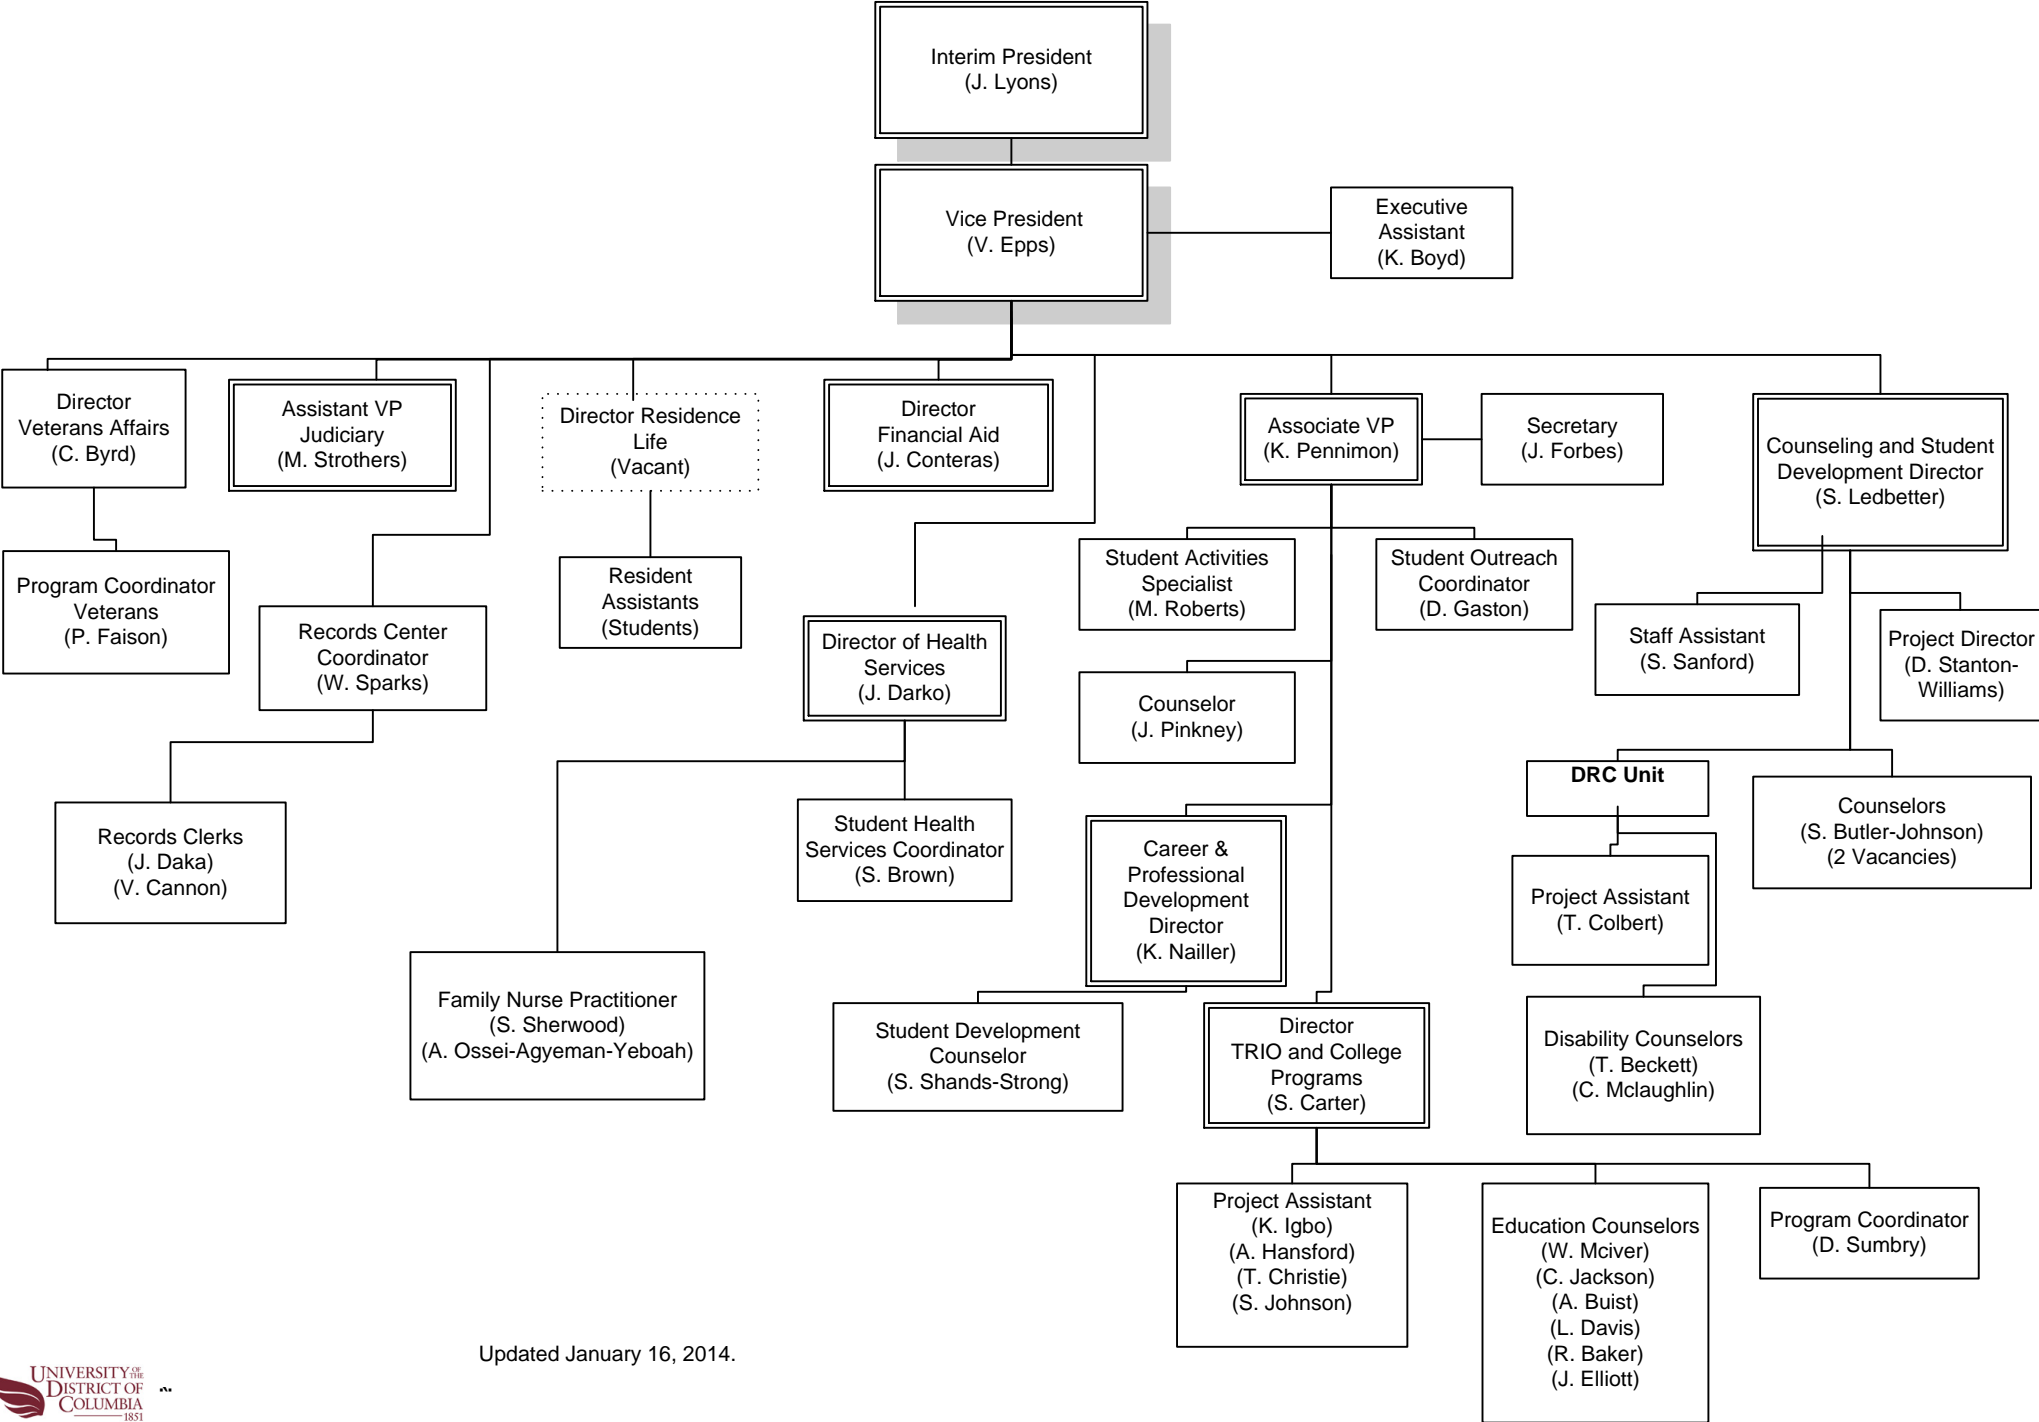 Interim President
(J. Lyons)
Vice President
(V. Epps)
Executive
Assistant
(K. Boyd)
Director
Veterans Affairs
(C. Byrd)
Assistant VP
Judiciary
(M. Strothers)
Director Residence
Life
(Vacant)
Director
Financial Aid
(J. Conteras)
Associate VP
(K. Pennimon)
Secretary
(J. Forbes)
Counseling and Student
Development Director
(S. Ledbetter)
Program Coordinator
Veterans
(P. Faison)
Records Center
Coordinator
(W. Sparks)
Resident
Assistants
(Students)
Director of Health
Services
(J. Darko)
Student Activities
Specialist
(M. Roberts)
Student Outreach
Coordinator
(D. Gaston)
Staff Assistant
(S. Sanford)
Project Director
(D. Stanton-
Williams)
Counselor
(J. Pinkney)
DRC Unit
Counselors
(S. Butler-Johnson)
(2 Vacancies)
Records Clerks
(J. Daka)
(V. Cannon)
Student Health
Services Coordinator
(S. Brown)
Career &
Professional
Development
Director
(K. Nailler)
Project Assistant
(T. Colbert)
Family Nurse Practitioner
(S. Sherwood)
(A. Ossei-Agyeman-Yeboah)
Student Development
Counselor
(S. Shands-Strong)
Director
TRIO and College
Programs
(S. Carter)
Disability Counselors
(T. Beckett)
(C. Mclaughlin)
Project Assistant
(K. Igbo)
(A. Hansford)
(T. Christie)
(S. Johnson)
Education Counselors
(W. Mciver)
(C. Jackson)
(A. Buist)
(L. Davis)
(R. Baker)
(J. Elliott)
Program Coordinator
(D. Sumbry)
Updated January 16, 2014.
UNIVERSITY OF THE
DISTRICT OF
COLUMBIA
1851